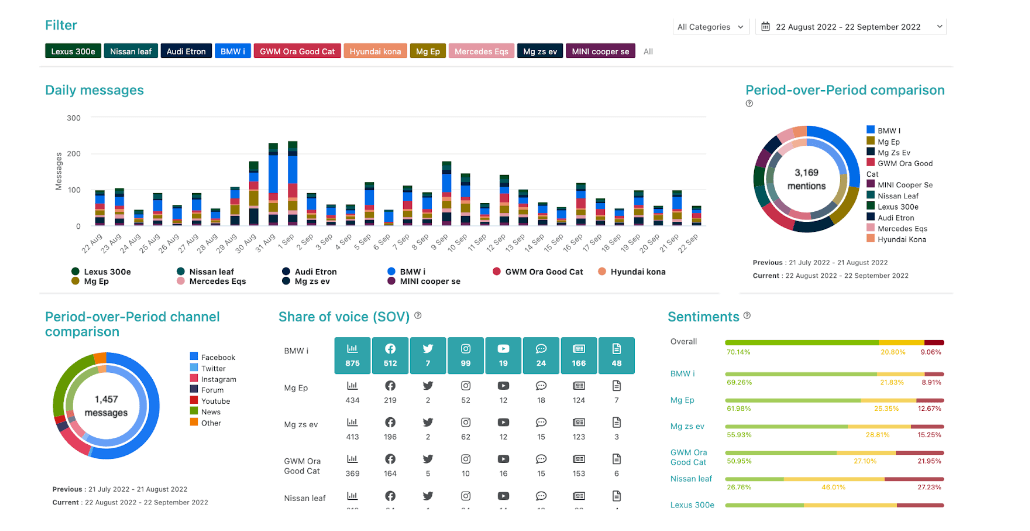 Filter
All Categories
22 August 2022 - 22 September 2022
Lexus 300e Nissan leaf Audi Etron BMW i GWM Ora Good Cat Hyundai kona Mg Ep Mercedes Eqs Mg zs ev MINI cooper se All
Daily messages
300
200
100
0
Messages
22 Aug 23 Aug 24 Aug 25 Aug 26 Aug 27 Aug 28 Aug 29 Aug 30 Aug 31 Aug 1 Sep 2 Sep 3 Sep 4 Sep 5 Sep 6 Sep 7 Sep 8 Sep 9 Sep 10 Sep 11 Sep 12 Sep 13 Sep 14 Sep 15 Sep 16 Sep 17 Sep 18 Sep 19 Sep 20 Sep 21 Sep 22 Sep
Lexus 300e Nissan leaf Audi Etron BMW i GWM Ora Good Cat Hyundai kona
Mg Ep Mercedes Eqs Mg zs ev MINI cooper se
Period-over-Period comparison
3,169
mentions
BMW I
Mg Ep
Mg Zs Ev
GWM Ora Good
Cat
MINI Cooper Se
Nissan Leaf
Lexus 300e
Audi Etron
Mercedes Eqs
Hyundai Kona
Previous : 21 July 2022 - 21 August 2022
Current : 22 August 2022 - 22 September 2022
Period-over-Period channel
comparison
1,457
messages
Facebook
Twitter
Instagram
Forum
Youtube
News
Other
Previous : 21 July 2022 - 21 August 2022
Current : 22 August 2022 - 22 September 2022
Share of voice (SOV)
BMW i
875 512 7 99 19 24 166 48
Mg Ep
434 219 2 52 12 18 124 7
Mg zs ev
413 196 2 62 12 15 123 3
GWM Ora
Good Cat
369 164 5 10 16 15 153 6
Nissan leaf
Sentiments
Overall
70.14% 20.80% 9.06%
BMW i
69.26% 21.83% 8.91%
Mg Ep
61.98% 25.35% 12.67%
Mg zs ev
55.93% 28.81% 15.25%
GWM Ora
Good Cat
50.95% 27.10% 21.95%
Nissan leaf
26.76% 46.01% 27.23%
Lexus 300e